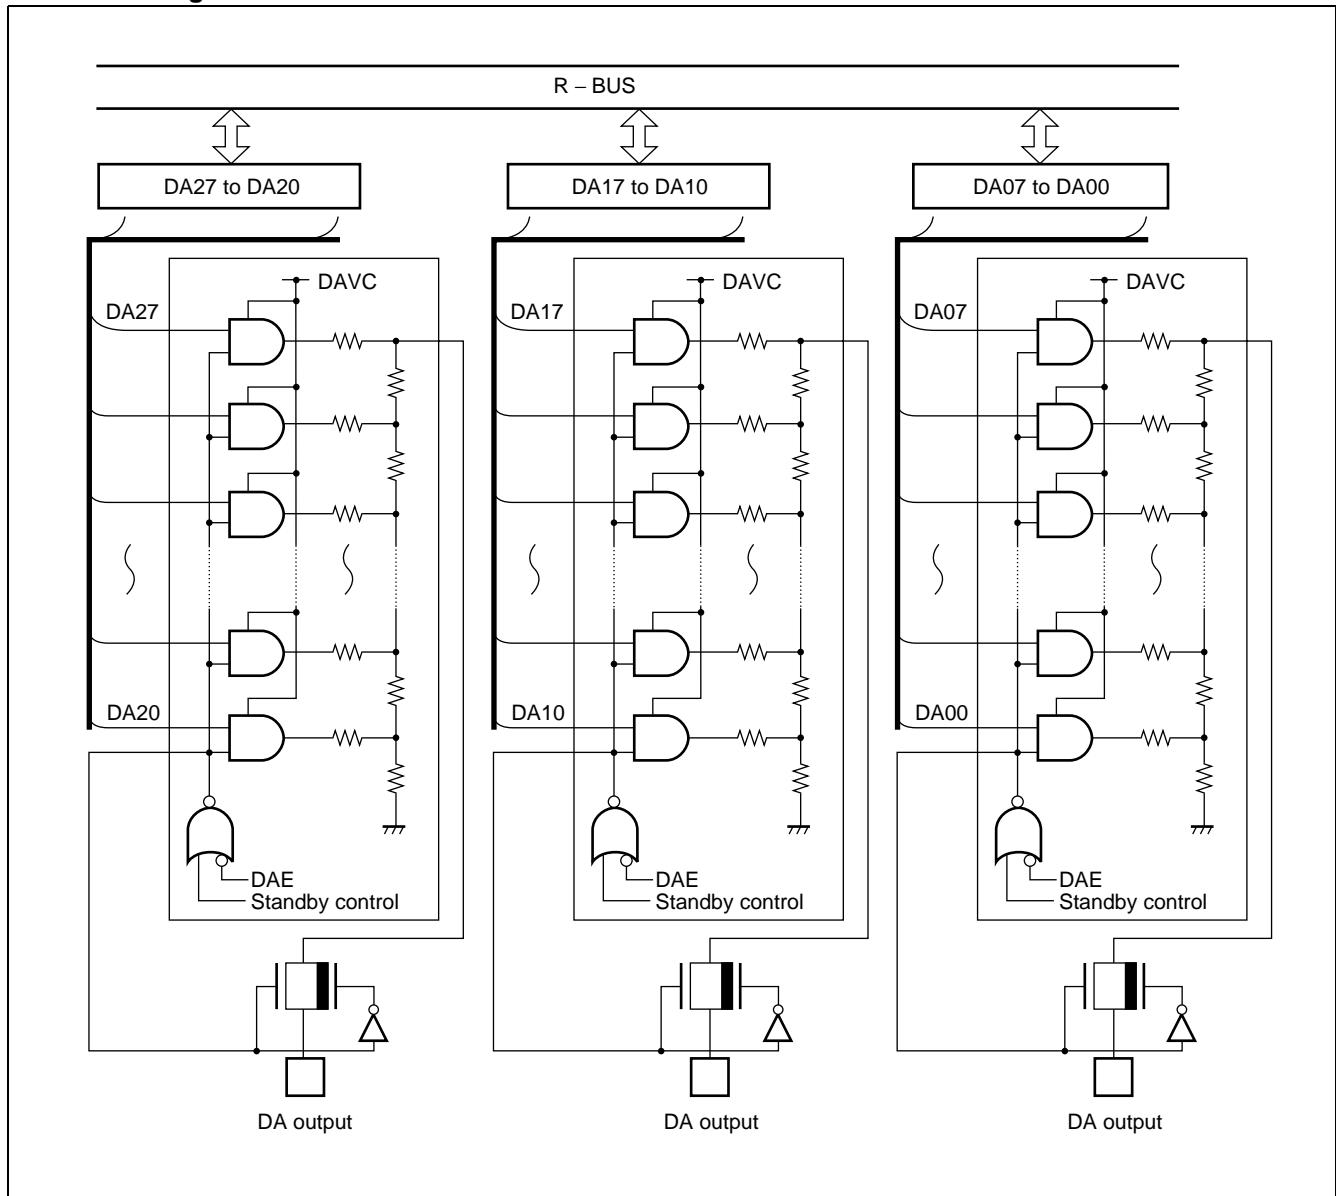 R – BUS
DA27 to DA20
DA17 to DA10
DA07 to DA00
DAVC
DAVC
DAVC
DA27
DA17
DA07
DA20
DA10
DA00
DAE
DAE
DAE
Standby control
Standby control
Standby control
DA output
DA output
DA output